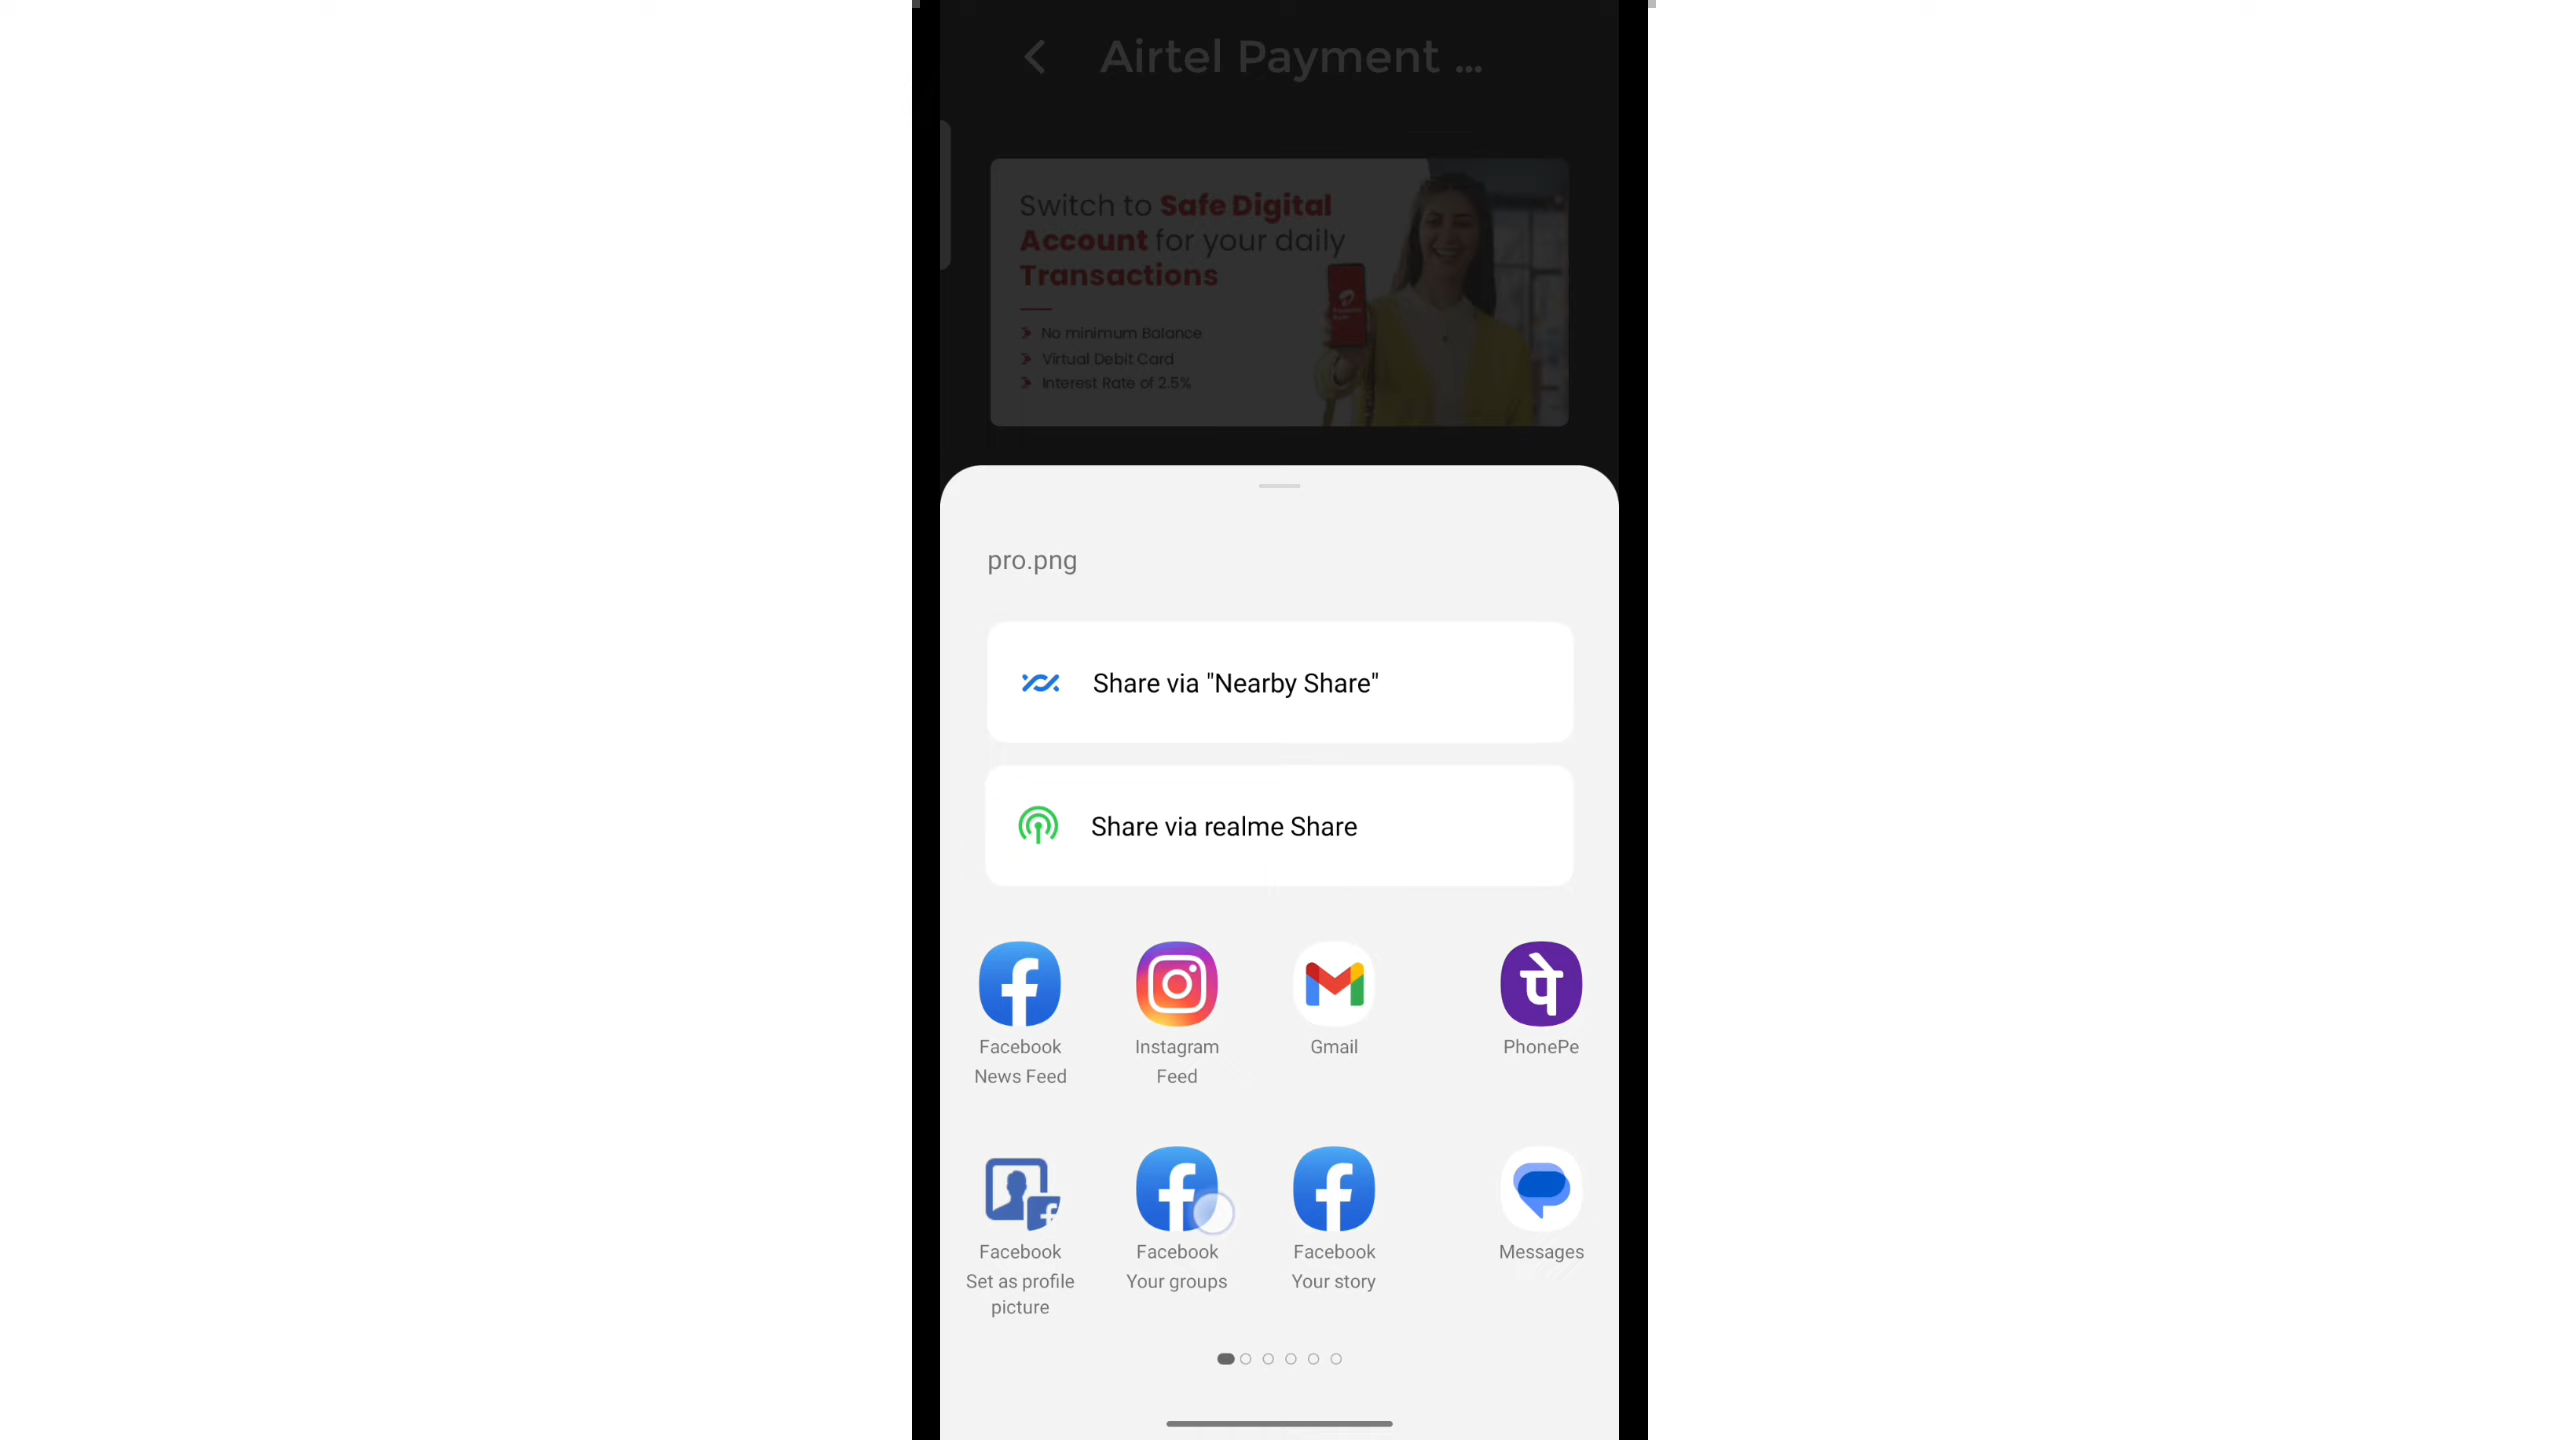 Airtel Payment ...
Switch to Safe Digital
Account for your daily
Transactions
No minimum Balance
Virtual Debit Card
Interest Rate of 2.5%
pro.png
Share via "Nearby Share"
Share via realme Share
पे
Facebook
News Feed
Instagram
Feed
Gmail
PhonePe
Facebook
Set as profile
picture
Facebook
Your groups
Facebook
Your story
Messages